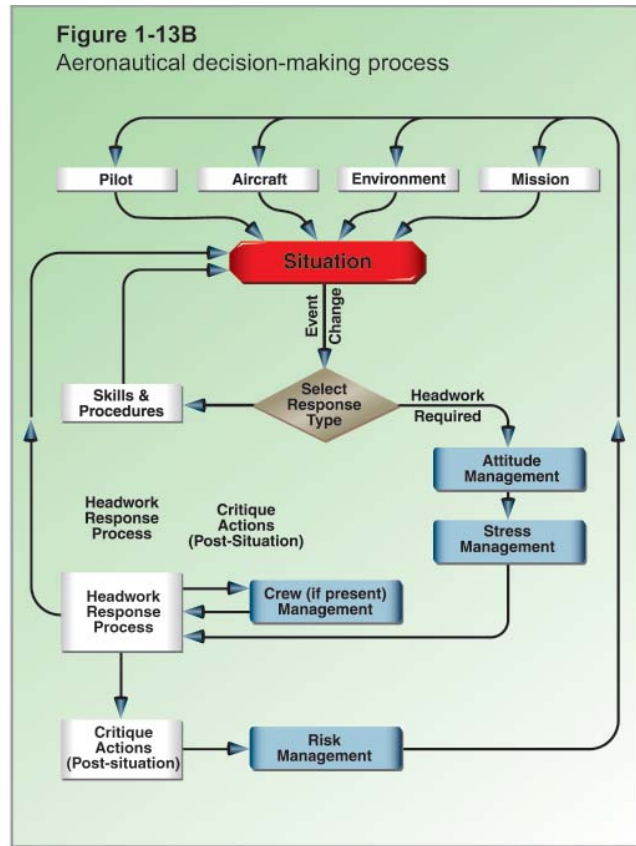 Figure 1-13B
Aeronautical decision-making process
Pilot
Aircraft
Environment
Mission
Situation
Event
Change
Skills &
Procedures
Select
Response
Type
Headwork
Required
Attitude
Management
Stress
Management
Headwork
Response
Process
Critique
Actions
(Post-Situation)
Headwork
Response
Process
Crew (if present)
Management
Critique
Actions
(Post-situation)
Risk
Management